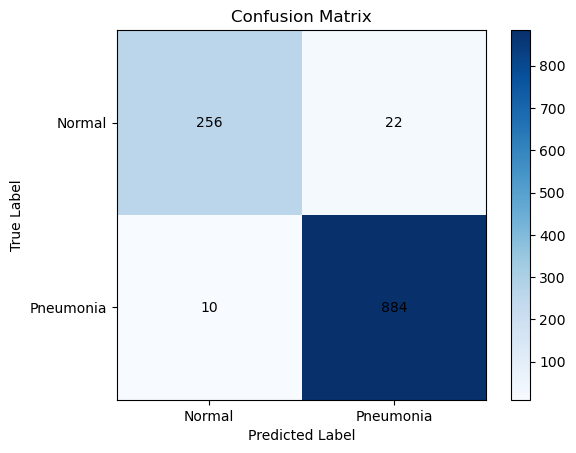 Confusion Matrix
True Label
Normal
256
22
Pneumonia
10
884
Normal
Pneumonia
Predicted Label
800
700
600
500
400
300
200
100